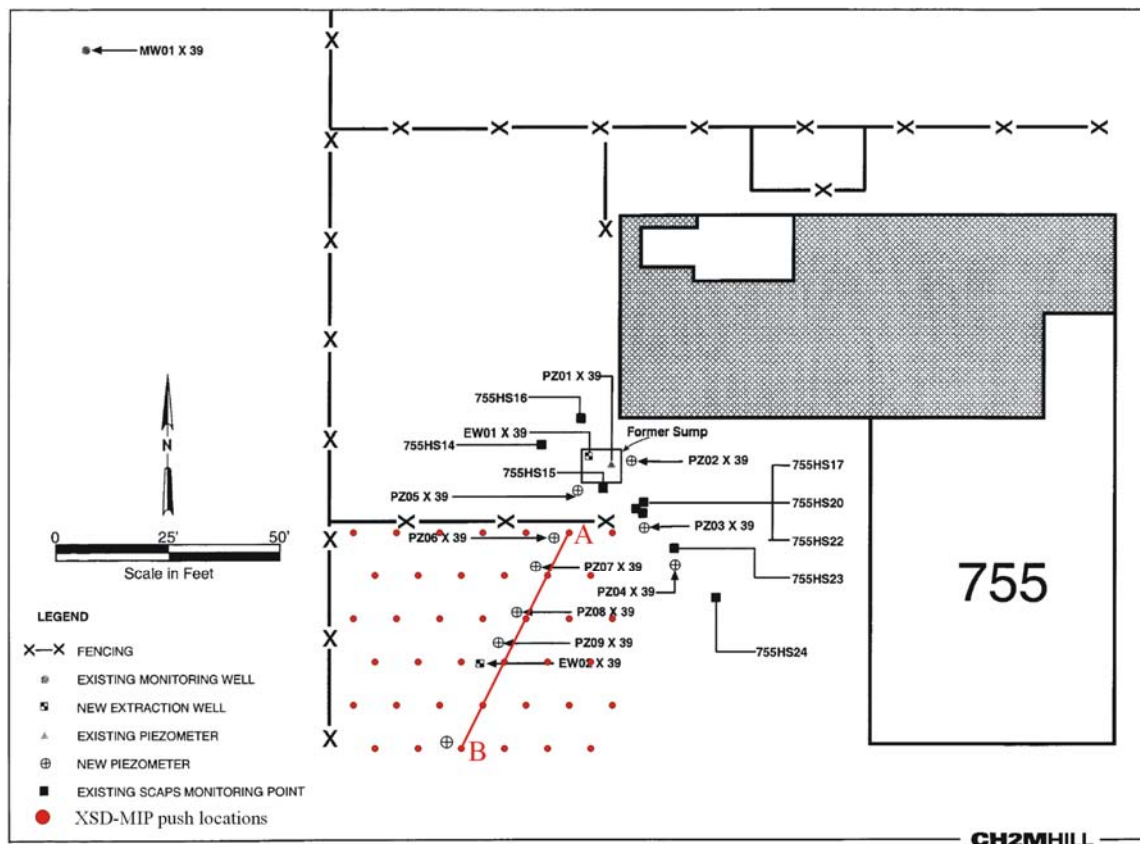 MW01 X 39
PZ01 X 39
755HS16
EW01 X 39
Former Sump
755HS14
PZ02 X 39
755HS17
755HS15
PZ05 X 39
755HS20
PZ03 X 39
A
PZ06 X 39
755HS22
PZ07 X 39
755HS23
PZ04 X 39
755
PZ08 X 39
PZ09 X 39
755HS24
EW02 X 39
B
N
0 25' 50'
Scale in Feet
LEGEND
X—X FENCING
EXISTING MONITORING WELL
NEW EXTRACTION WELL
EXISTING PIEZOMETER
NEW PIEZOMETER
EXISTING SCAPS MONITORING POINT
XSD-MIP push locations
CH2MHILL